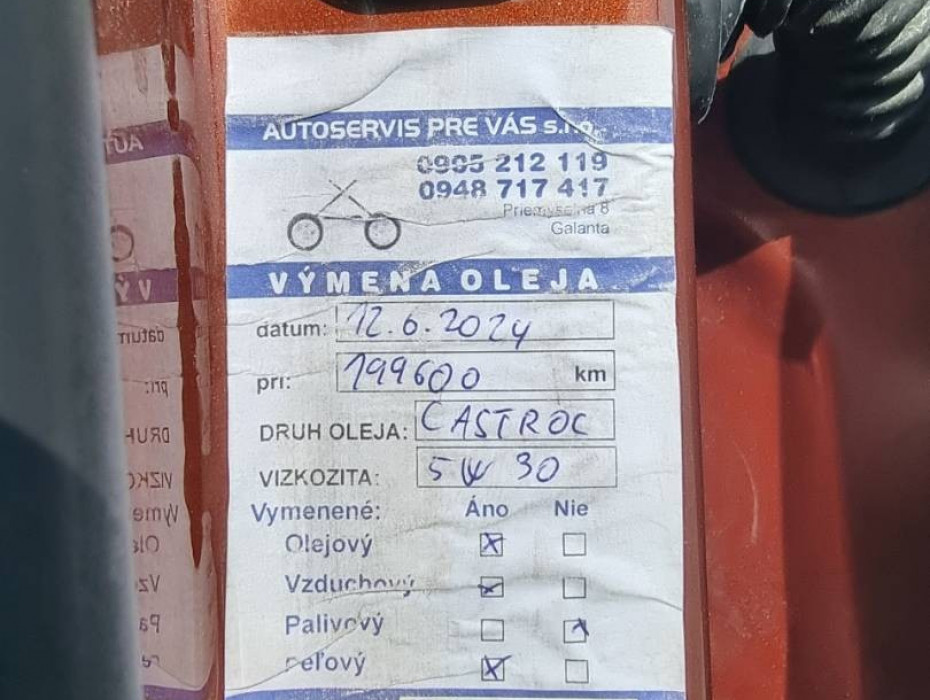 AUTOSERVIS PRE VÁS s.r.o.
0905 212 119
0948 717 417
Priemyselná 8
Galanta
VÝMENA OLEJA
datum: 12.6.2024
pri: 199600 km
DRUH OLEJA: CASTROL
VIZKOZITA: 5W 30
Vymenené: Áno Nie
Olejový
Vzduchový
Palivový
peľový